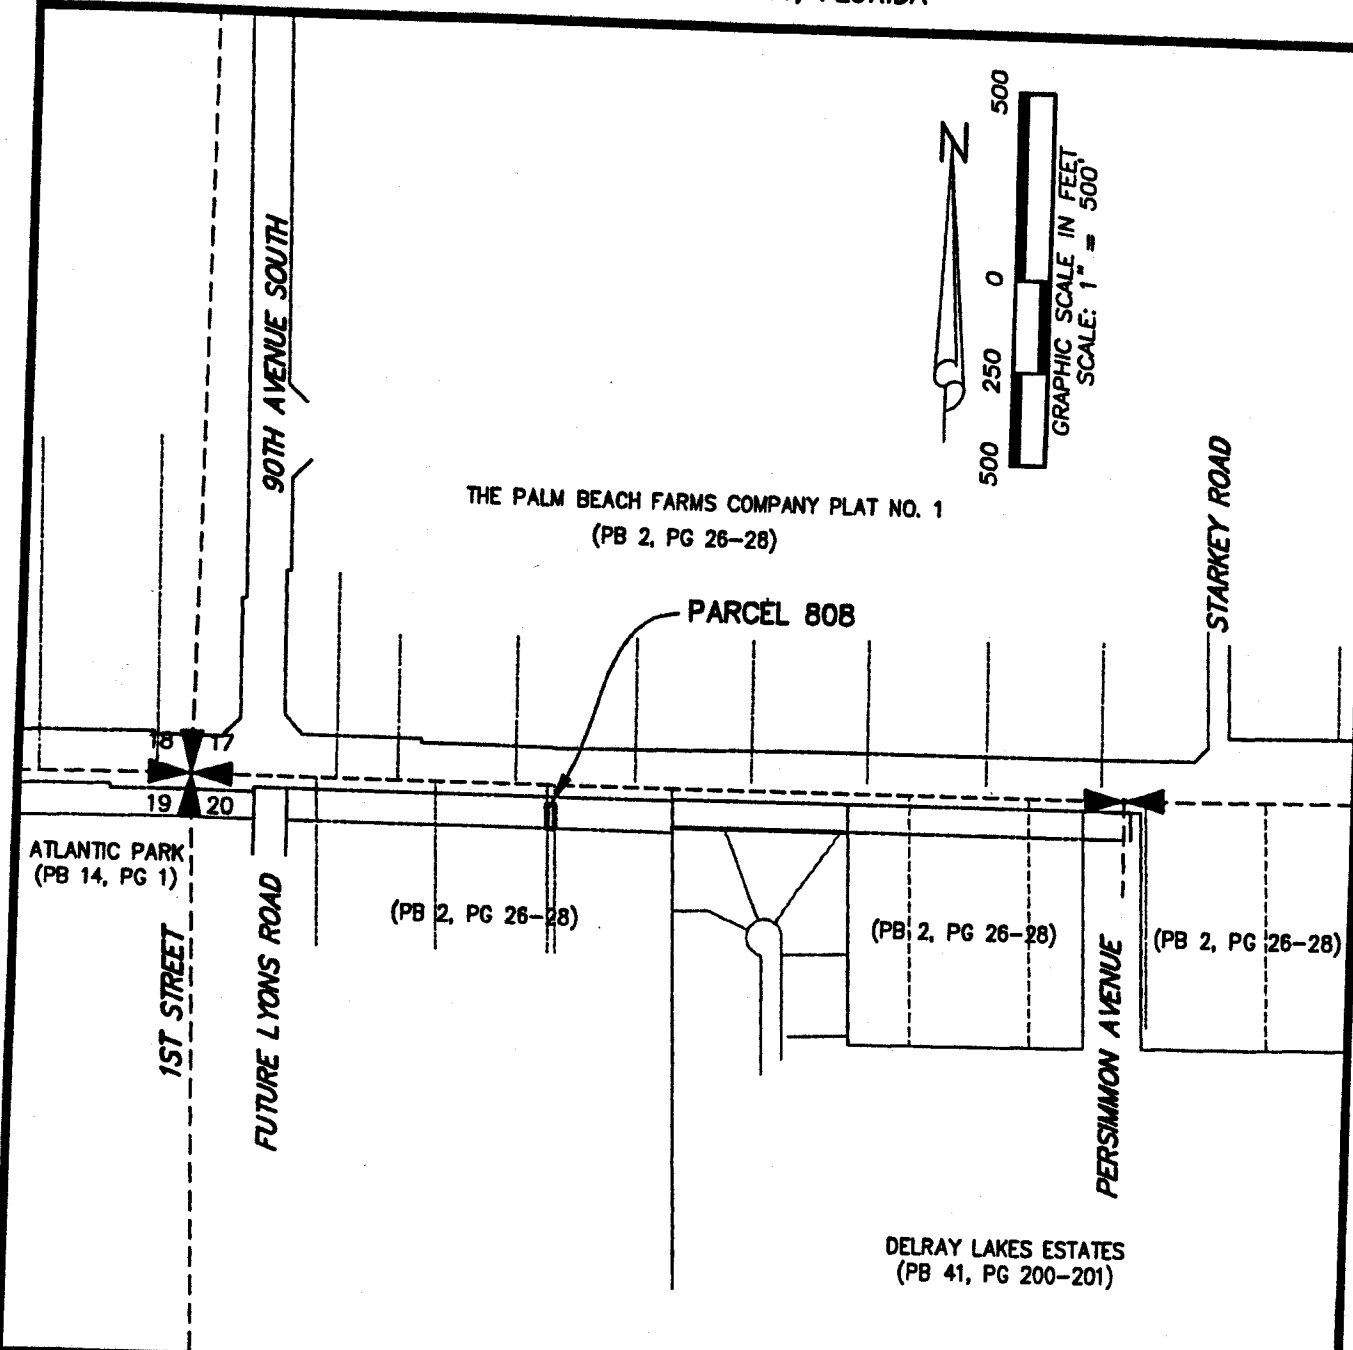 FLORIDA
500
N
0
250
500
GRAPHIC SCALE IN FEET
SCALE: 1" = 500'
90TH AVENUE SOUTH
THE PALM BEACH FARMS COMPANY PLAT NO. 1
(PB 2, PG 26-28)
STARKEY ROAD
PARCEL 808
18 17
19 20
ATLANTIC PARK
(PB 14, PG 1)
(PB 2, PG 26-28)
(PB 2, PG 26-28)
(PB 2, PG 26-28)
1ST STREET
FUTURE LYONS ROAD
PERSIMMON AVENUE
DELRAY LAKES ESTATES
(PB 41, PG 200-201)